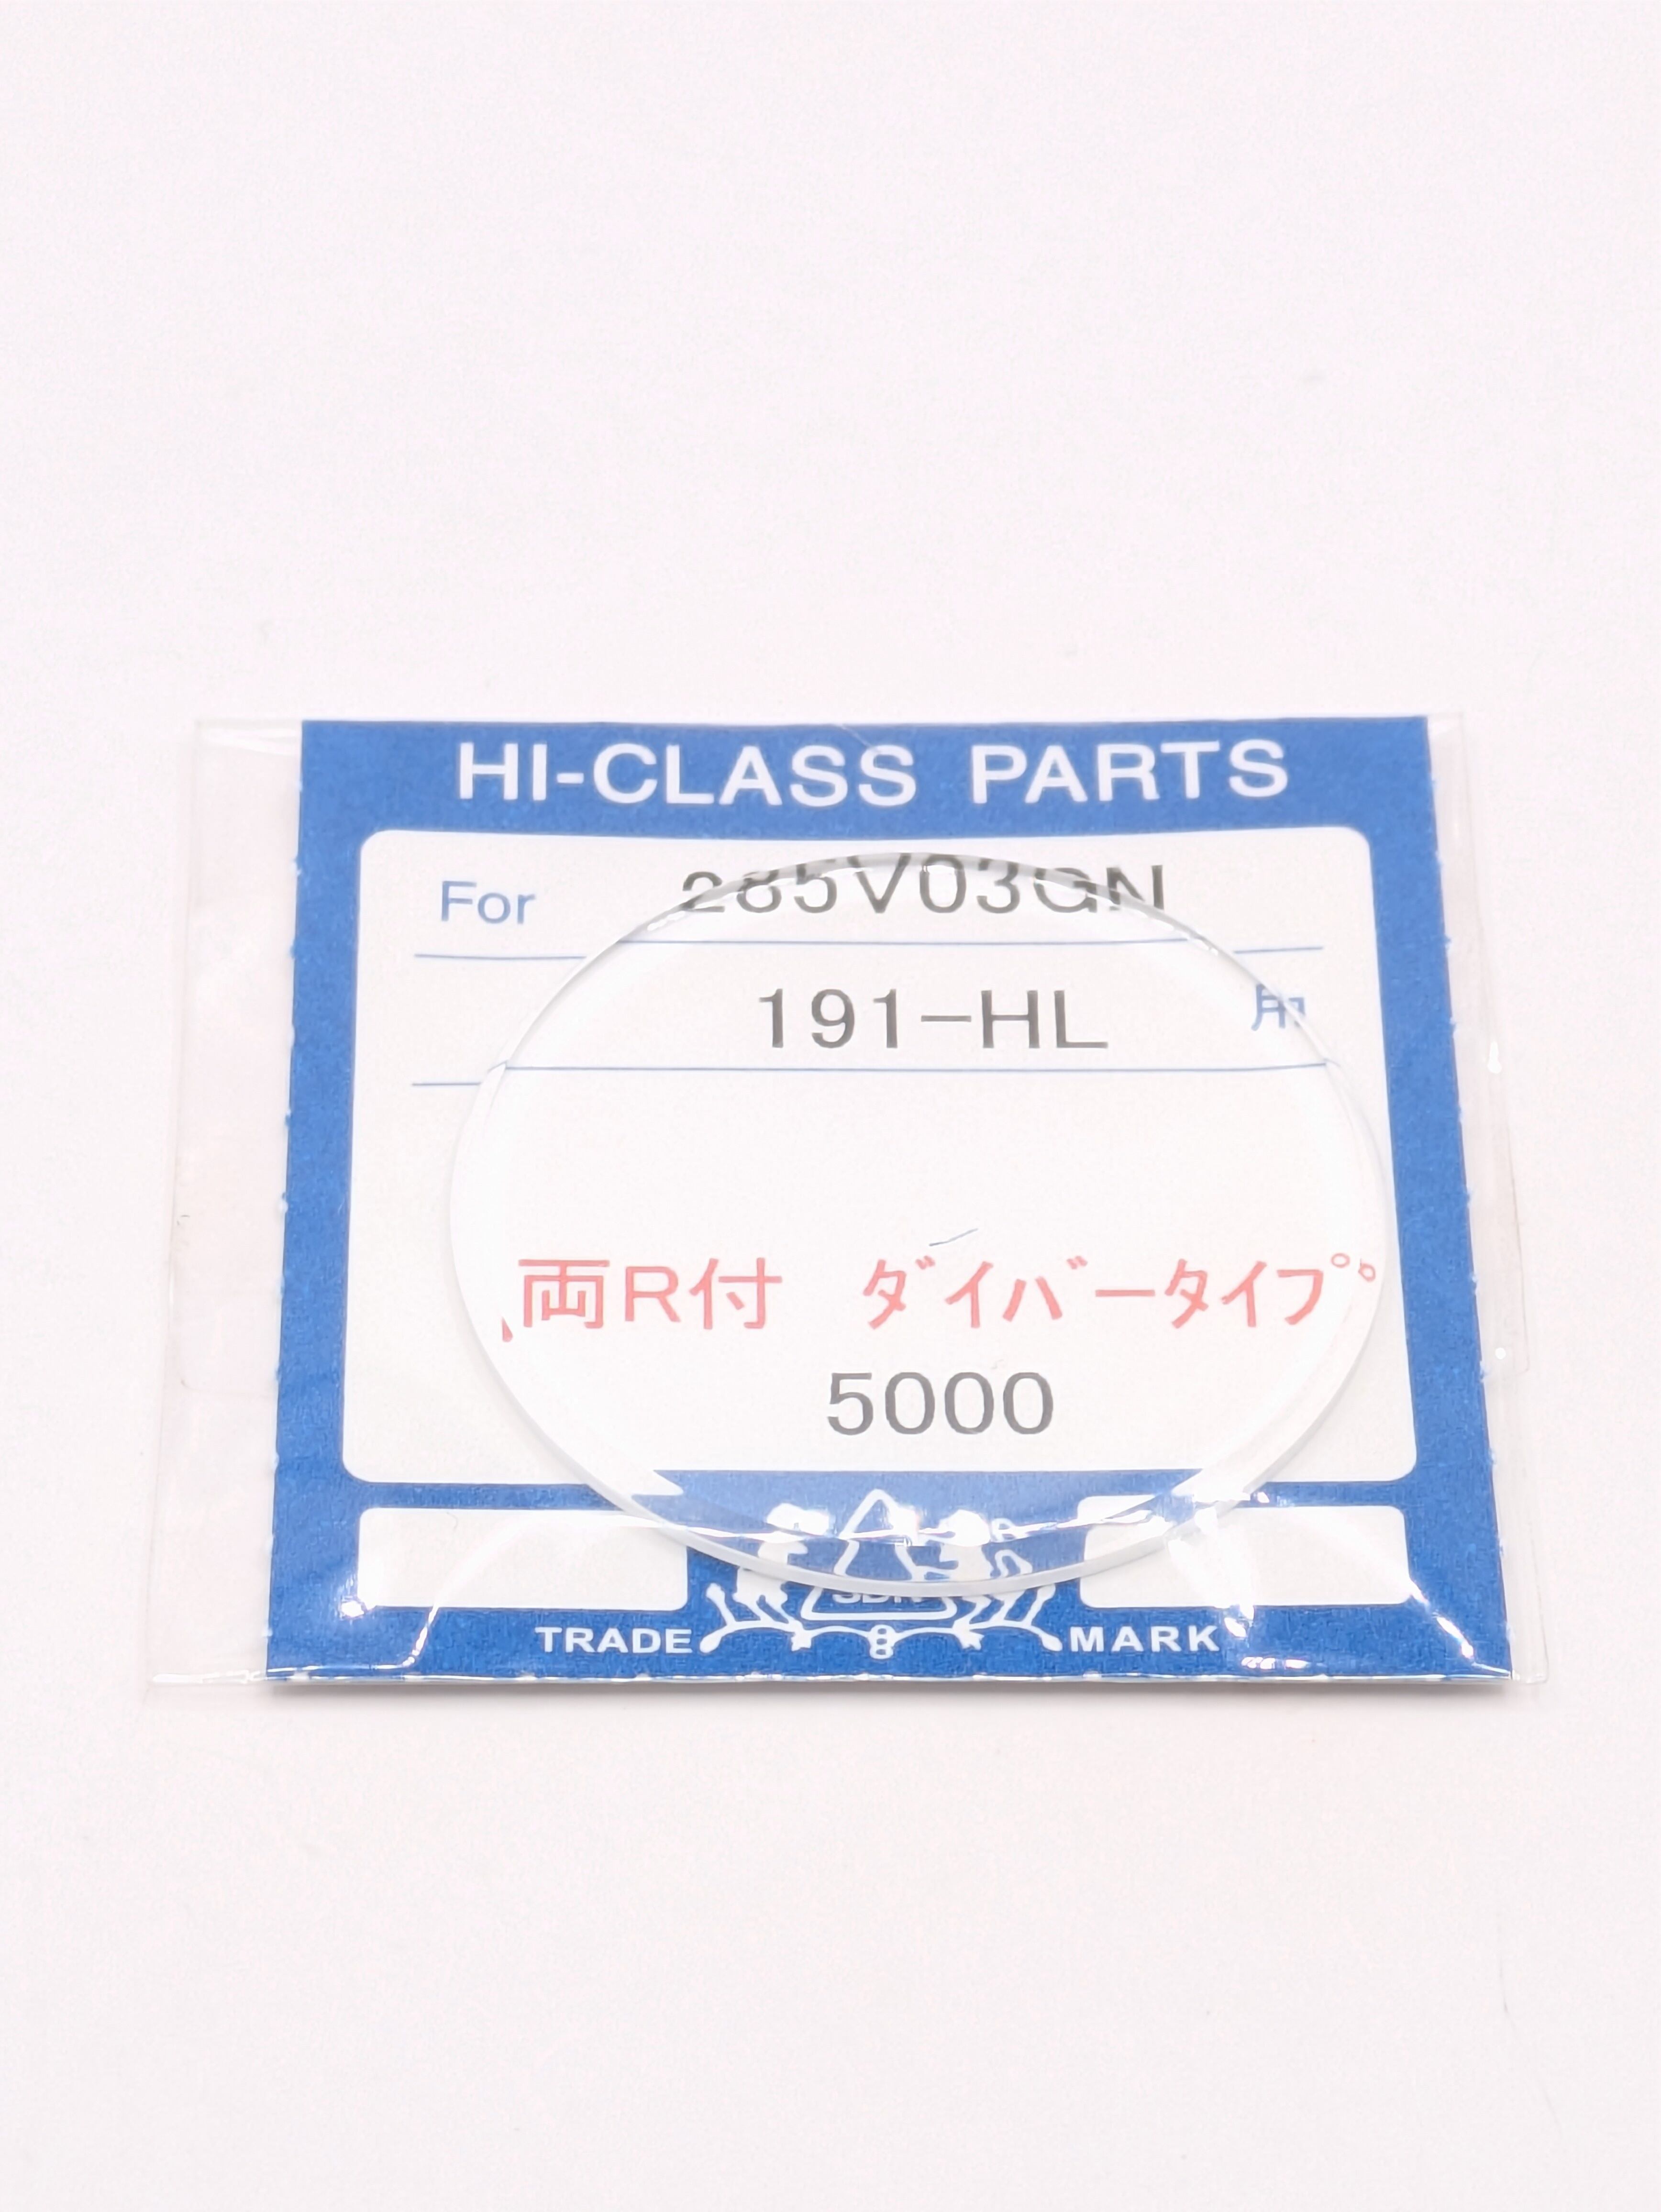 HI-CLASS PARTS
For 285V03GN
191-HL 用
両R付 ダイバータイプ
5000
TRADE 8 MARK